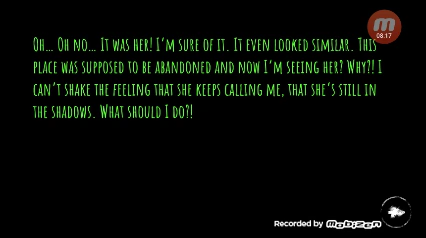 Oh... Oh no... It was her! I'm sure of it. It even looked similar. This
place was supposed to be abandoned and now I'm seeing her? Why?! I
can't shake the feeling that she keeps calling me, that she's still in
the shadows. What should I do?!
08.17
Recorded by mobizen